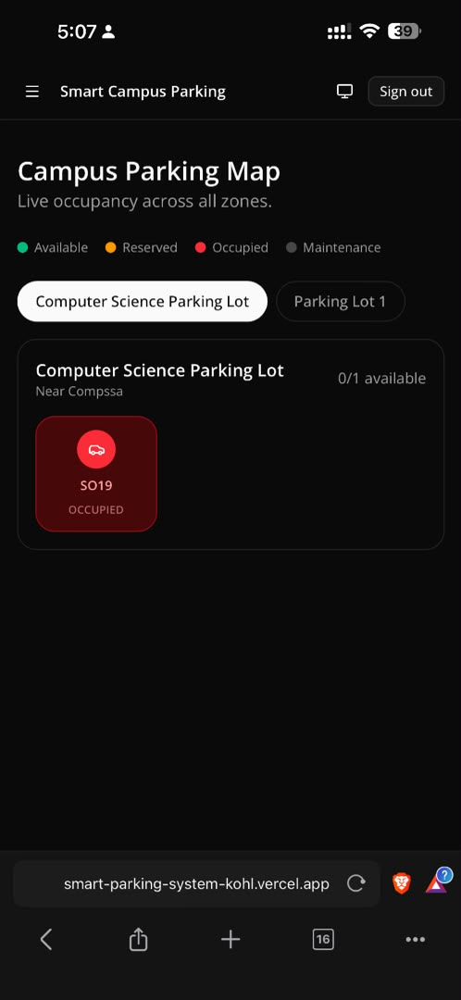 5:07
39
Smart Campus Parking
Sign out
Campus Parking Map
Live occupancy across all zones.
Available Reserved Occupied Maintenance
Computer Science Parking Lot
Parking Lot 1
Computer Science Parking Lot
Near Compssa
0/1 available
SO19
OCCUPIED
smart-parking-system-kohl.vercel.app
?
16